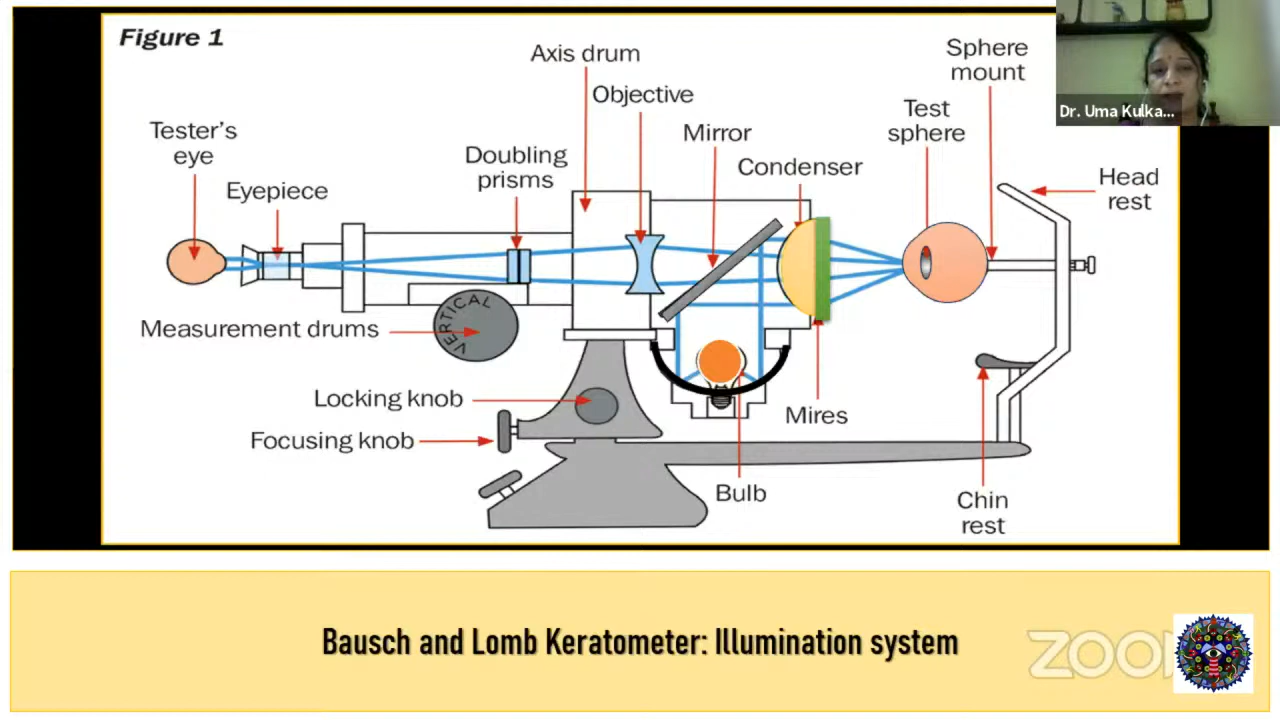 Figure 1
Axis drum
Sphere
mount
Dr. Uma Kulka...
Objective
Test
sphere
Tester's
eye
Mirror
Doubling
prisms
Condenser
Head
rest
Eyepiece
VERTICAL
Measurement drums
Locking knob
Mires
Focusing knob
Bulb
Chin
rest
Bausch and Lomb Keratometer: Illumination system